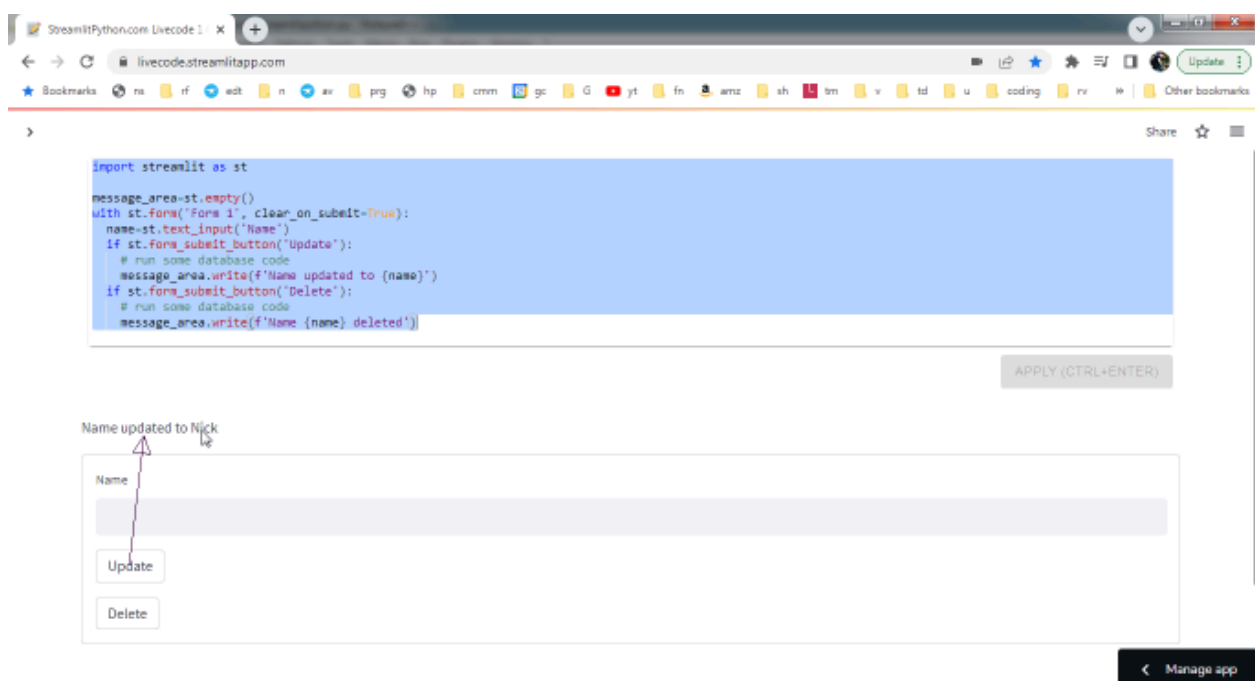 StreamlitPython.com Livecode 1
livecode.streamlitapp.com
Update
Bookmarks ns rf edt n av prg hp cmm gc G yt fn amz sh tm v td u coding rv » Other bookmarks
Share
import streamlit as st
message_area=st.empty()
with st.form('Form 1', clear_on_submit=True):
name=st.text_input('Name')
if st.form_submit_button('Update'):
# run some database code
message_area.write(f'Name updated to {name}')
if st.form_submit_button('Delete'):
# run some database code
message_area.write(f'Name {name} deleted')
APPLY (CTRL+ENTER)
Name updated to Nick
Name
Update
Delete
Manage app